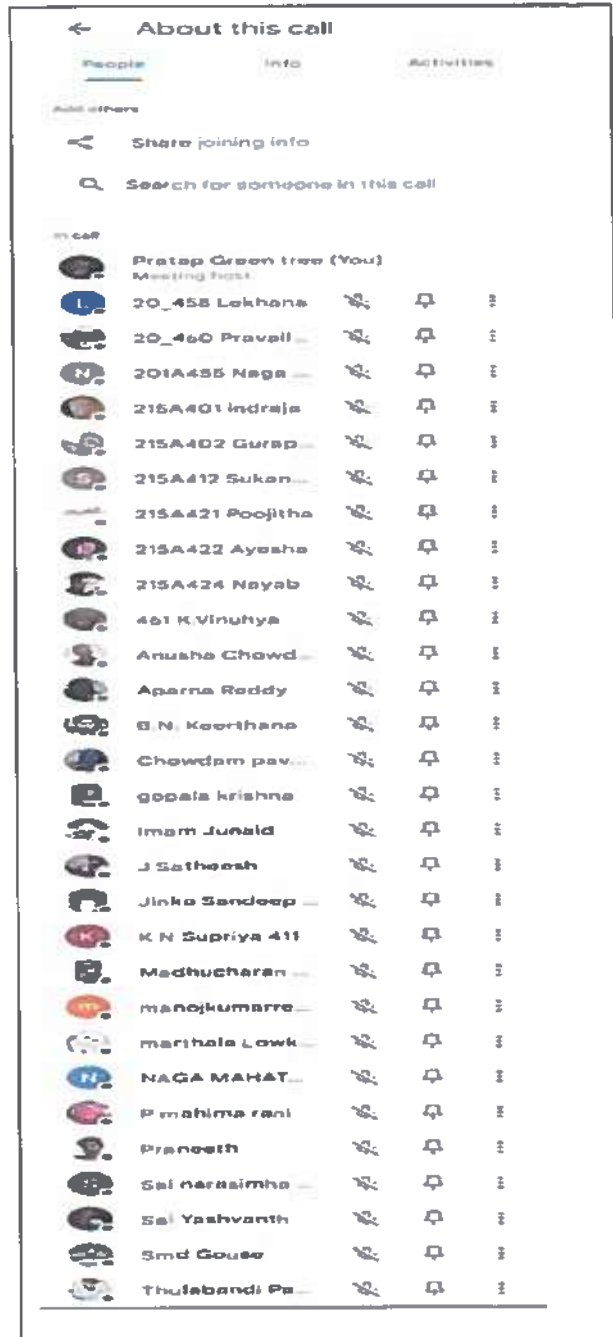 ← About this call
People Info Activities
Add others
Share joining info
Search for someone in this call
In call
Pratap Green tree (You)
Meeting host
20_458 Lekhana
20_460 Pravall...
201A455 Naga ...
215A401 Indraja
215A402 Gurap...
215A412 Sukan...
215A421 Poojitha
215A422 Ayesha
215A424 Nayab
461 K.Vinuhya
Anusha Chowd...
Aparna Reddy
B.N. Keerthana
Chowdam pav...
gopala krishna
Imam Junaid
J Satheesh
Jinka Sandeep ...
K N Supriya 411
Madhucharan ...
manojkumarre...
marthala Lowk...
NAGA MAHAT...
P mahima rani
Praneeth
Sai narasimha ...
Sai Yashvanth
Smd Gouse
Thulabandi Pa...